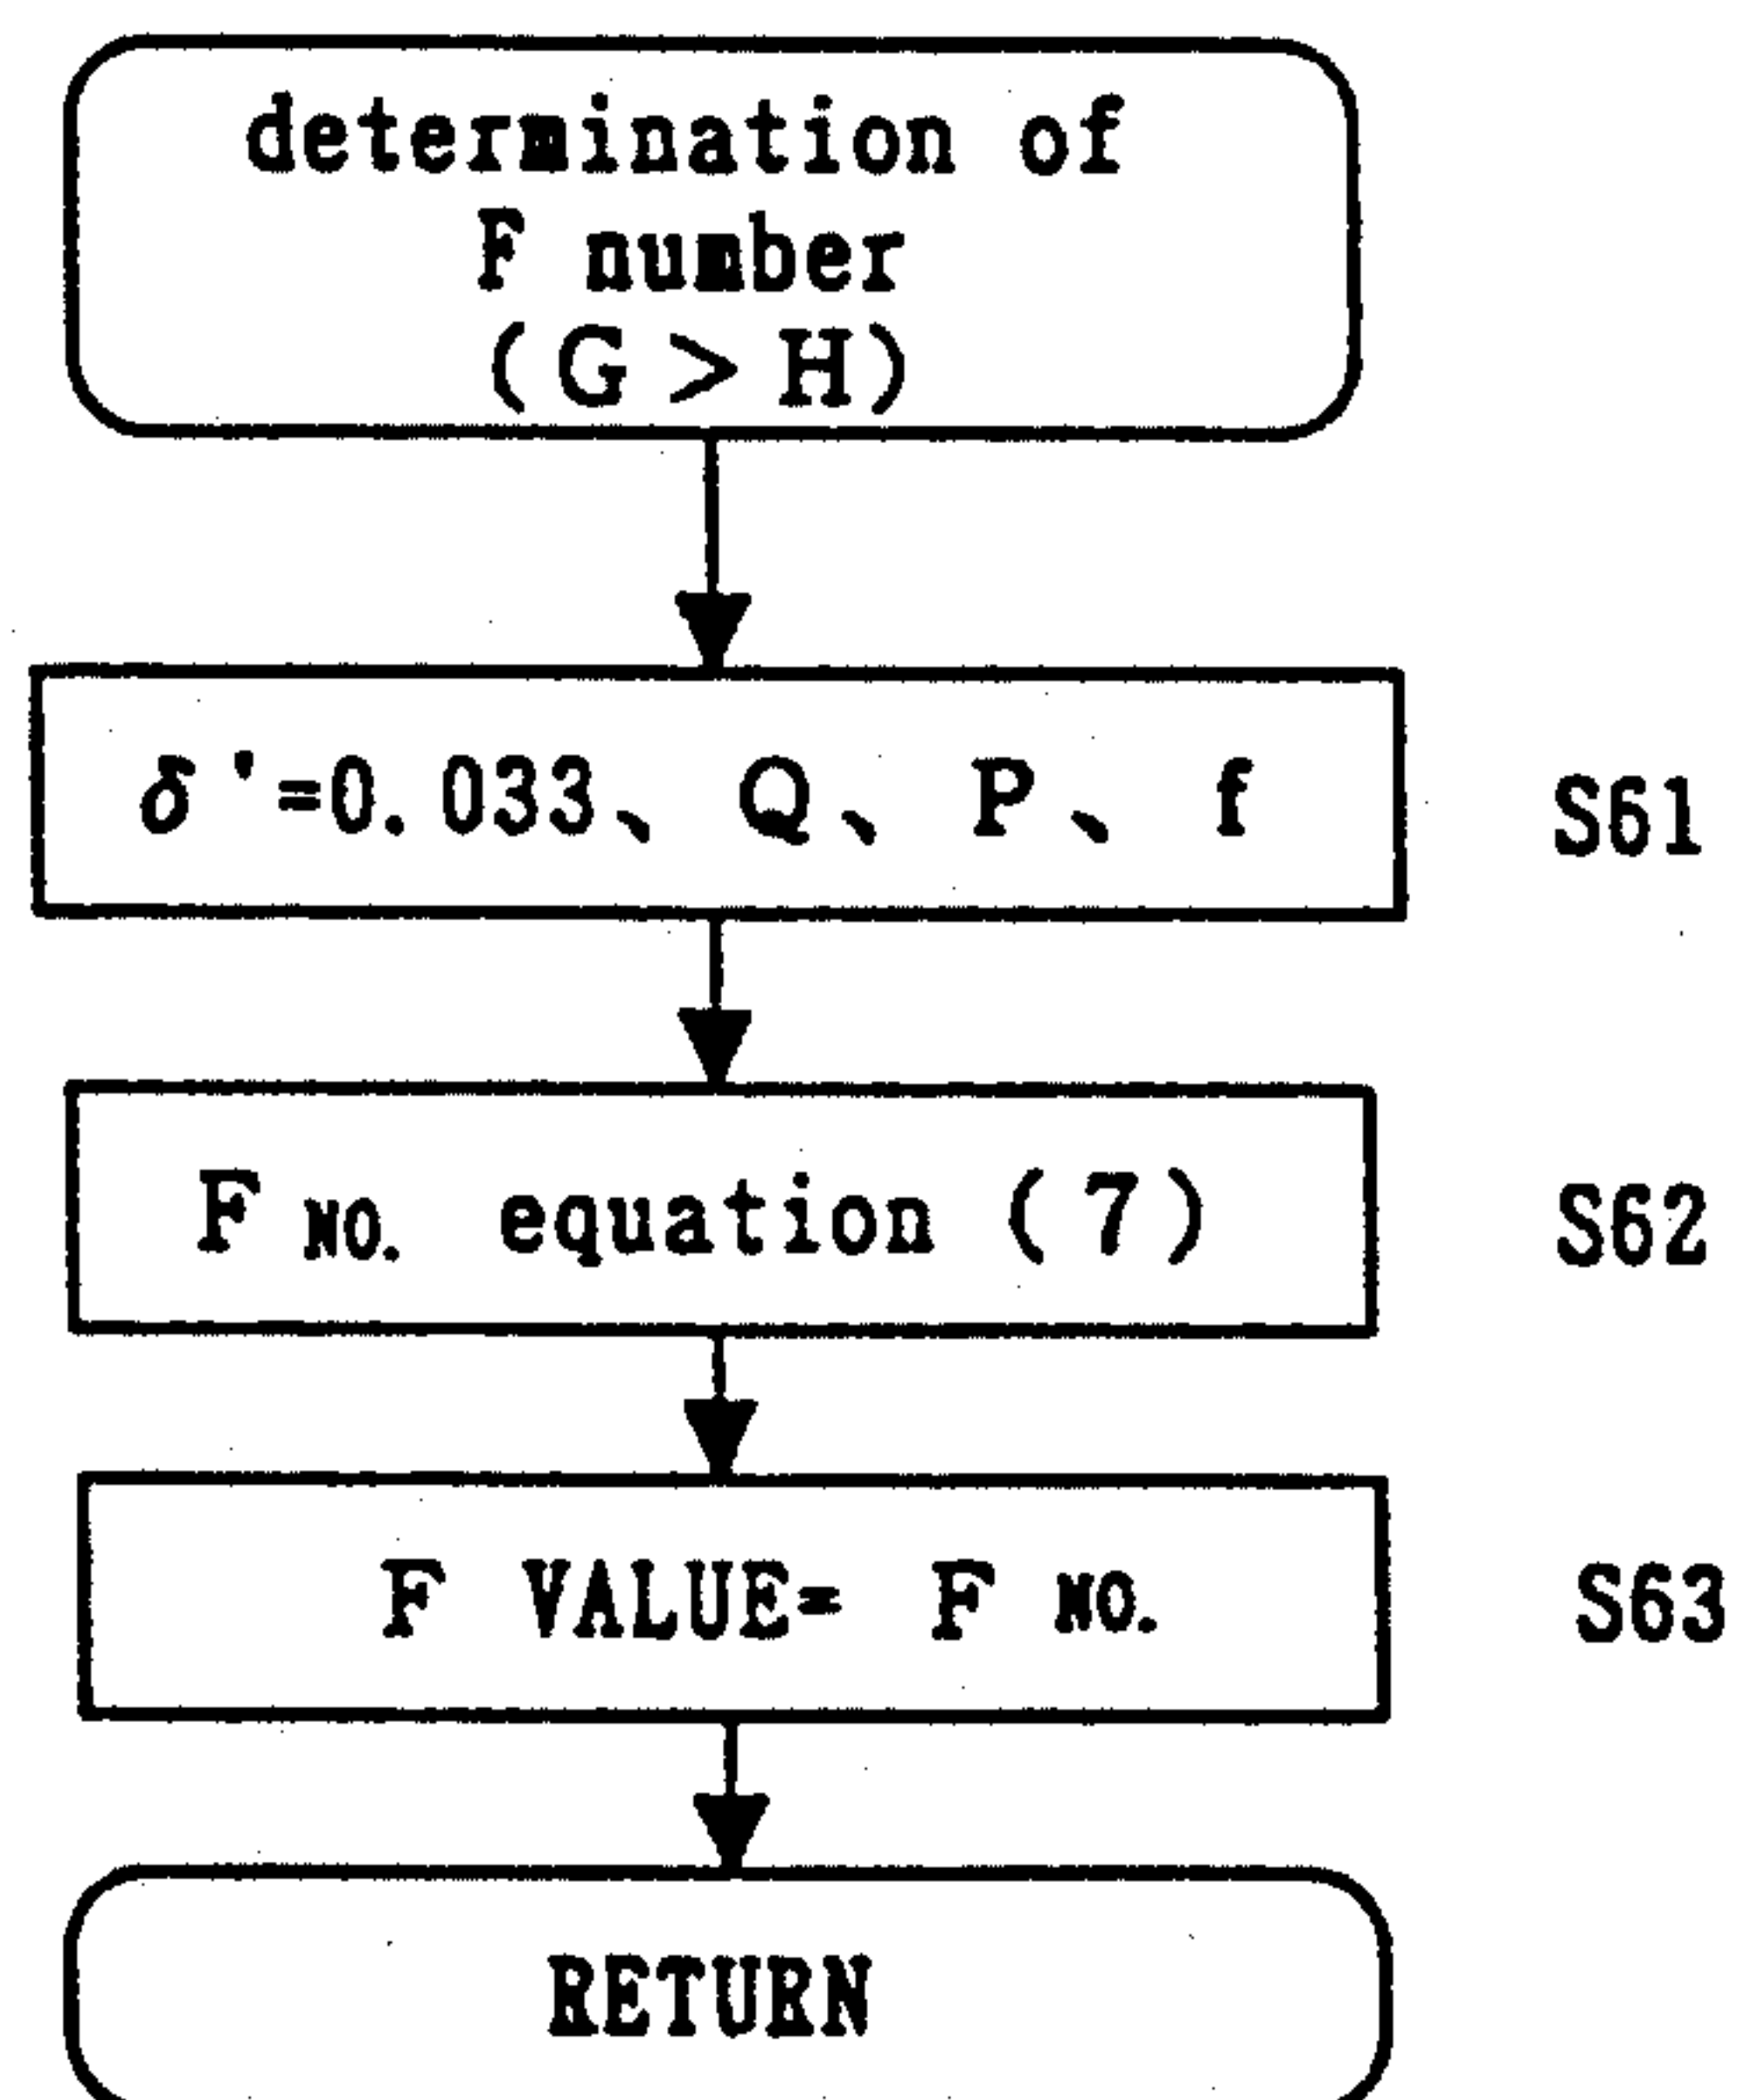 determination of
F number
(G > H)
δ'=0.033、 Q、 P、 f
S61
F NO. equation (7)
S62
F VALUE= F NO.
S63
RETURN